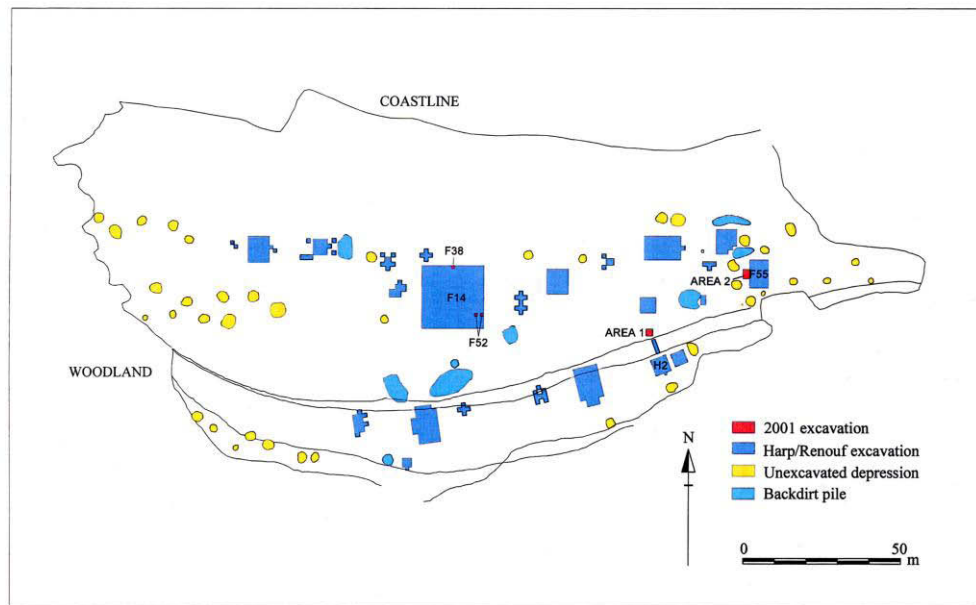 COASTLINE
F38
F14
F52
AREA 2
F55
AREA 1
H2
WOODLAND
N
2001 excavation
Harp/Renouf excavation
Unexcavated depression
Backdirt pile
0 50
m